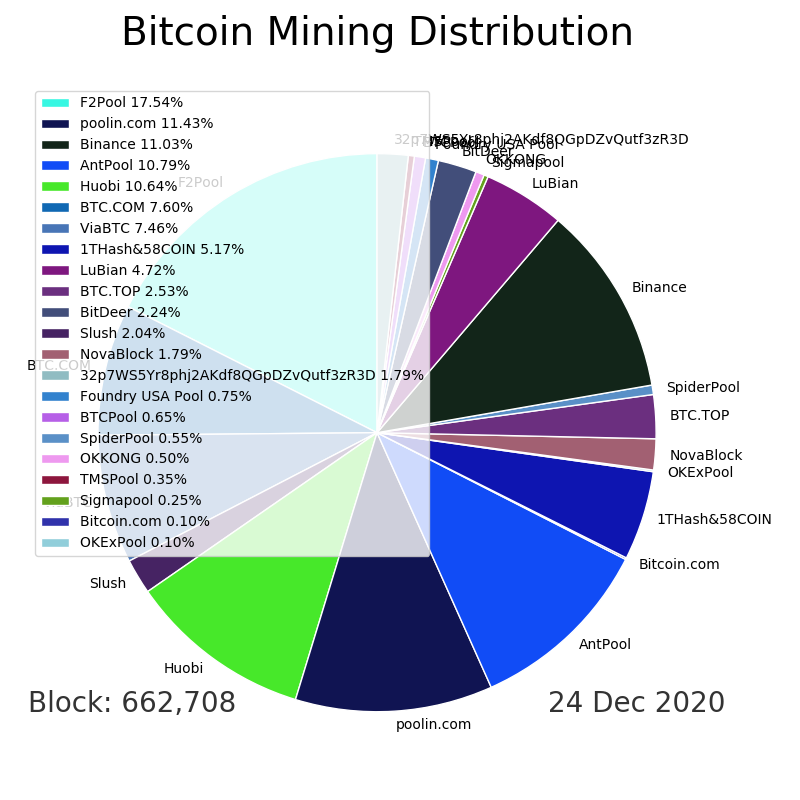 Bitcoin Mining Distribution
F2Pool 17.54%
poolin.com 11.43%
Binance 11.03%
AntPool 10.79%
Huobi 10.64%
BTC.COM 7.60%
ViaBTC 7.46%
1THash&58COIN 5.17%
LuBian 4.72%
BTC.TOP 2.53%
BitDeer 2.24%
Slush 2.04%
NovaBlock 1.79%
32p7WS5Yr8phj2AKdf8QGpDZvQutf3zR3D 1.79%
Foundry USA Pool 0.75%
BTCPool 0.65%
SpiderPool 0.55%
OKKONG 0.50%
TMSPool 0.35%
Sigmapool 0.25%
Bitcoin.com 0.10%
OKExPool 0.10%
F2Pool
BTC.COM
Slush
Huobi
poolin.com
AntPool
Bitcoin.com
1THash&58COIN
OKExPool
NovaBlock
BTC.TOP
SpiderPool
Binance
LuBian
Sigmapool
OKKONG
BitDeer
Foundry USA Pool
Block: 662,708
24 Dec 2020